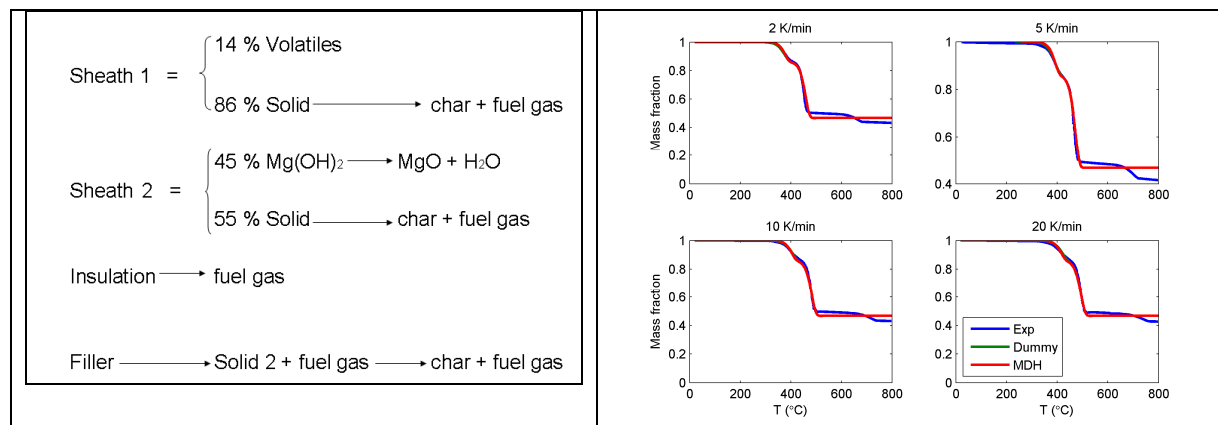 14 % Volatiles
Sheath 1 =
86 % Solid char + fuel gas
45 % Mg(OH)2 MgO + H2O
Sheath 2 =
55 % Solid char + fuel gas
Insulation fuel gas
Filler Solid 2 + fuel gas char + fuel gas
2 K/min
Mass fraction
1
0.8
0.6
0.4
0.2
0
0 200 400 600 800
5 K/min
1
0.8
0.6
0.4
0 200 400 600 800
10 K/min
Mass fraction
1
0.8
0.6
0.4
0.2
0
0 200 400 600 800
T (°C)
20 K/min
1
0.8
0.6
0.4
0.2
0
Exp
Dummy
MDH
0 200 400 600 800
T (°C)